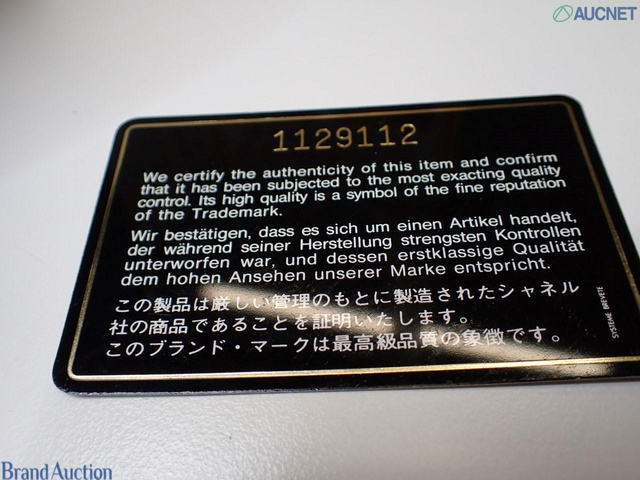 AUCNET
1129112
We certify the authenticity of this item and confirm
that it has been subjected to the most exacting quality
control. Its high quality is a symbol of the fine reputation
of the Trademark.
Wir bestätigen, dass es sich um einen Artikel handelt,
der während seiner Herstellung strengsten Kontrollen
unterworfen war, und dessen erstklassige Qualität
dem hohen Ansehen unserer Marke entspricht.
この製品は厳しい管理のもとに製造されたシャネル
社の商品であることを証明いたします。
このブランド・マークは最高級品質の象徴です。
SYSTEME BREVETE
Brand Auction